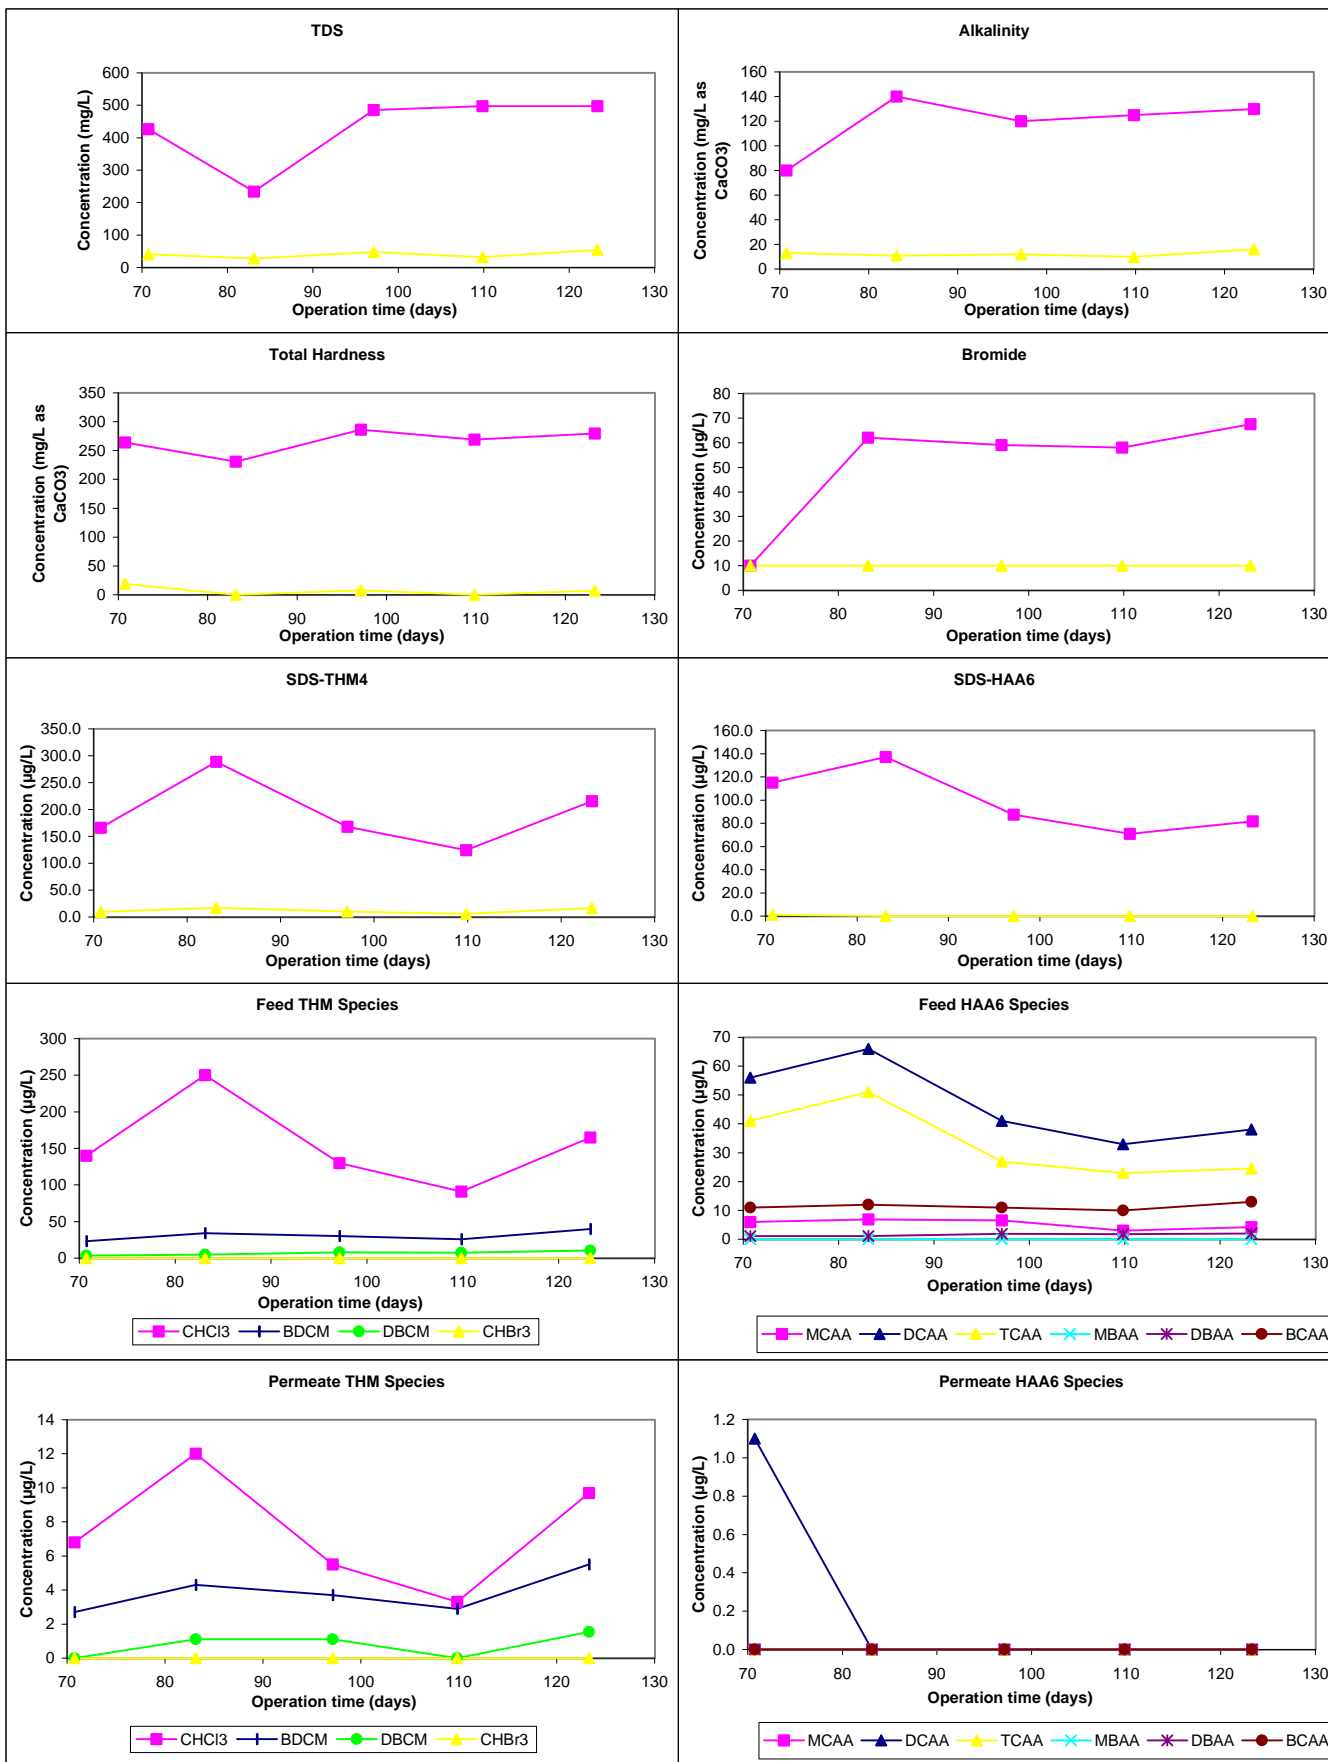 TDS
600
500
400
300
200
100
0
70 80 90 100 110 120 130
Concentration (mg/L)
Operation time (days)
Alkalinity
160
140
120
100
80
60
40
20
0
70 80 90 100 110 120 130
Concentration (mg/L as
CaCO3)
Operation time (days)
Total Hardness
350
300
250
200
150
100
50
0
70 80 90 100 110 120 130
Concentration (mg/L as
CaCO3)
Operation time (days)
Bromide
80
70
60
50
40
30
20
10
0
70 80 90 100 110 120 130
Concentration (µg/L)
Operation time (days)
SDS-THM4
350.0
300.0
250.0
200.0
150.0
100.0
50.0
0.0
70 80 90 100 110 120 130
Concentration (µg/L)
Operation time (days)
SDS-HAA6
160.0
140.0
120.0
100.0
80.0
60.0
40.0
20.0
0.0
70 80 90 100 110 120 130
Concentration (µg/L)
Operation time (days)
Feed THM Species
300
250
200
150
100
50
0
70 80 90 100 110 120 130
Concentration (µg/L)
Operation time (days)
CHCl3 BDCM DBCM CHBr3
Feed HAA6 Species
70
60
50
40
30
20
10
0
70 80 90 100 110 120 130
Concentration (µg/L)
Operation time (days)
MCAA DCAA TCAA MBAA DBAA BCAA
Permeate THM Species
14
12
10
8
6
4
2
0
70 80 90 100 110 120 130
Concentration (µg/L)
Operation time (days)
CHCl3 BDCM DBCM CHBr3
Permeate HAA6 Species
1.2
1.0
0.8
0.6
0.4
0.2
0.0
70 80 90 100 110 120 130
Concentration (µg/L)
Operation time (days)
MCAA DCAA TCAA MBAA DBAA BCAA